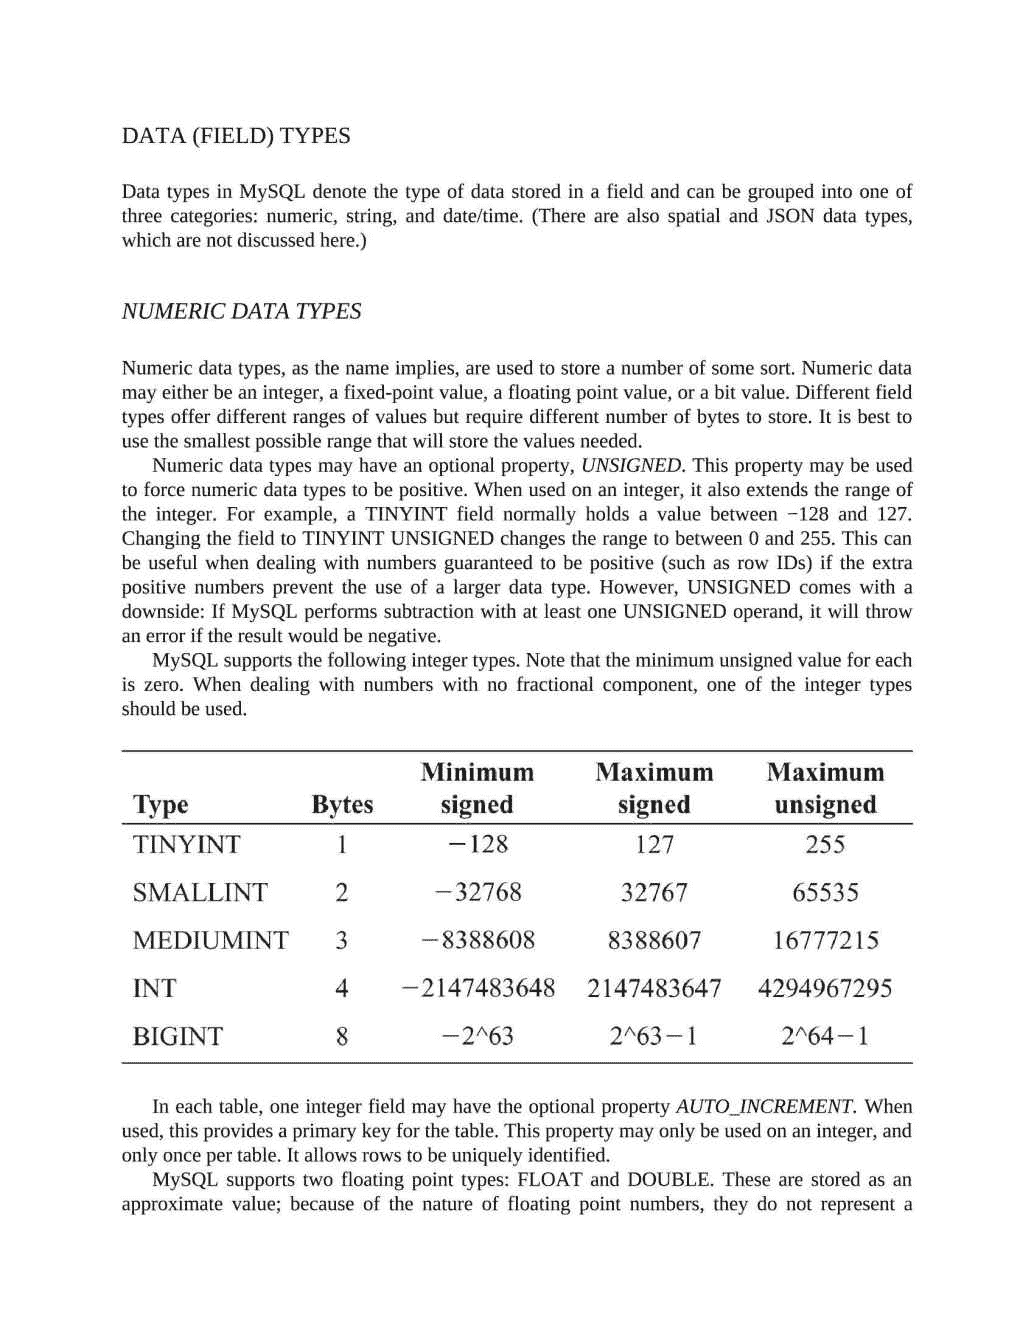 DATA (FIELD) TYPES
Data types in MySQL denote the type of data stored in a field and can be grouped into one of
three categories: numeric, string, and date/time. (There are also spatial and JSON data types,
which are not discussed here.)
NUMERIC DATA TYPES
Numeric data types, as the name implies, are used to store a number of some sort. Numeric data
may either be an integer, a fixed-point value, a floating point value, or a bit value. Different field
types offer different ranges of values but require different number of bytes to store. It is best to
use the smallest possible range that will store the values needed.
Numeric data types may have an optional property, UNSIGNED. This property may be used
to force numeric data types to be positive. When used on an integer, it also extends the range of
the integer. For example, a TINYINT field normally holds a value between −128 and 127.
Changing the field to TINYINT UNSIGNED changes the range to between 0 and 255. This can
be useful when dealing with numbers guaranteed to be positive (such as row IDs) if the extra
positive numbers prevent the use of a larger data type. However, UNSIGNED comes with a
downside: If MySQL performs subtraction with at least one UNSIGNED operand, it will throw
an error if the result would be negative.
MySQL supports the following integer types. Note that the minimum unsigned value for each
is zero. When dealing with numbers with no fractional component, one of the integer types
should be used.
Minimum Maximum Maximum
Type Bytes signed signed unsigned
TINYINT 1 −128 127 255
SMALLINT 2 −32768 32767 65535
MEDIUMINT 3 −8388608 8388607 16777215
INT 4 −2147483648 2147483647 4294967295
BIGINT 8 −2^63 2^63−1 2^64−1
In each table, one integer field may have the optional property AUTO_INCREMENT. When
used, this provides a primary key for the table. This property may only be used on an integer, and
only once per table. It allows rows to be uniquely identified.
MySQL supports two floating point types: FLOAT and DOUBLE. These are stored as an
approximate value; because of the nature of floating point numbers, they do not represent a